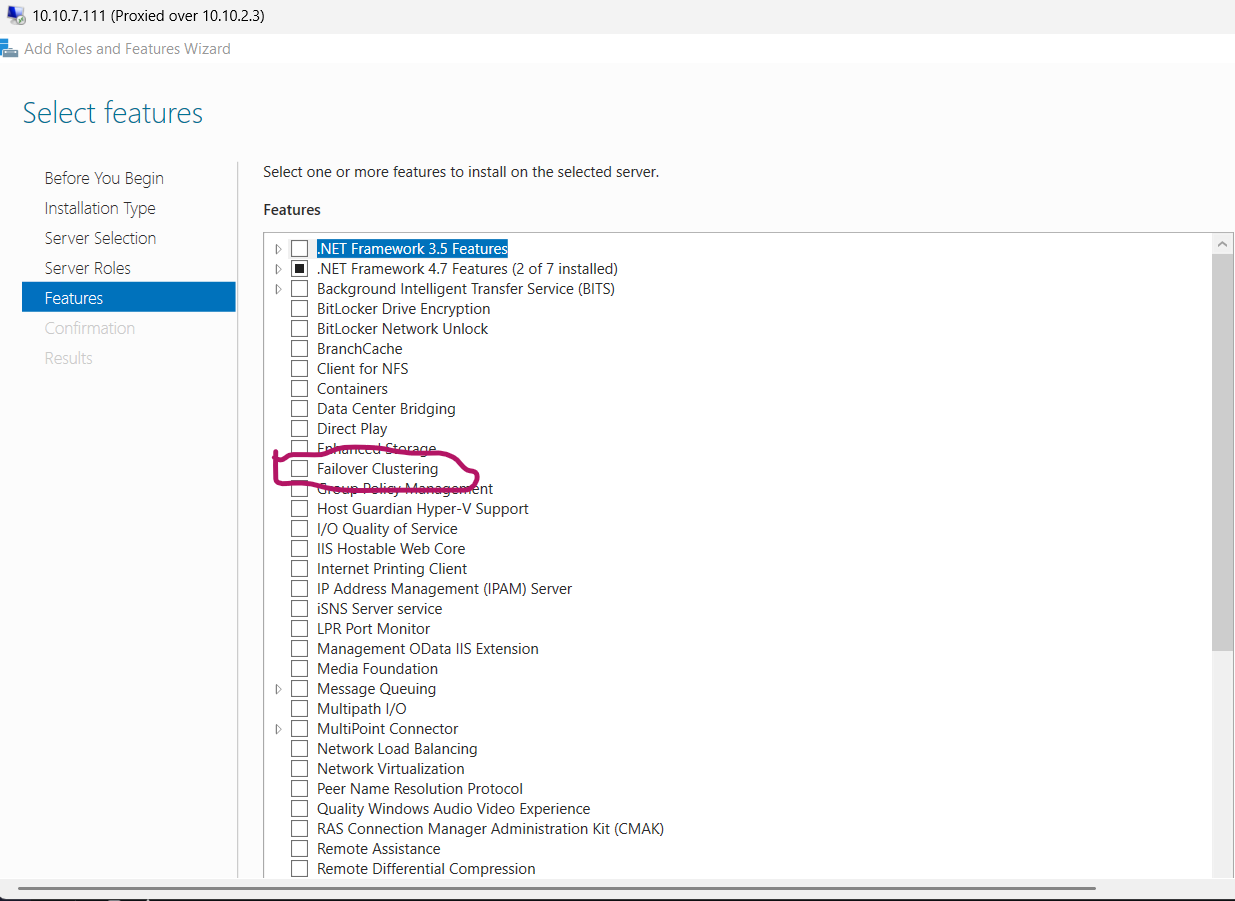 10.10.7.111 (Proxied over 10.10.2.3)
Add Roles and Features Wizard
Select features
Before You Begin
Installation Type
Server Selection
Server Roles
Features
Confirmation
Results
Select one or more features to install on the selected server.
Features
.NET Framework 3.5 Features
.NET Framework 4.7 Features (2 of 7 installed)
Background Intelligent Transfer Service (BITS)
BitLocker Drive Encryption
BitLocker Network Unlock
BranchCache
Client for NFS
Containers
Data Center Bridging
Direct Play
Enhanced Storage
Failover Clustering
Group Policy Management
Host Guardian Hyper-V Support
I/O Quality of Service
IIS Hostable Web Core
Internet Printing Client
IP Address Management (IPAM) Server
iSNS Server service
LPR Port Monitor
Management OData IIS Extension
Media Foundation
Message Queuing
Multipath I/O
MultiPoint Connector
Network Load Balancing
Network Virtualization
Peer Name Resolution Protocol
Quality Windows Audio Video Experience
RAS Connection Manager Administration Kit (CMAK)
Remote Assistance
Remote Differential Compression